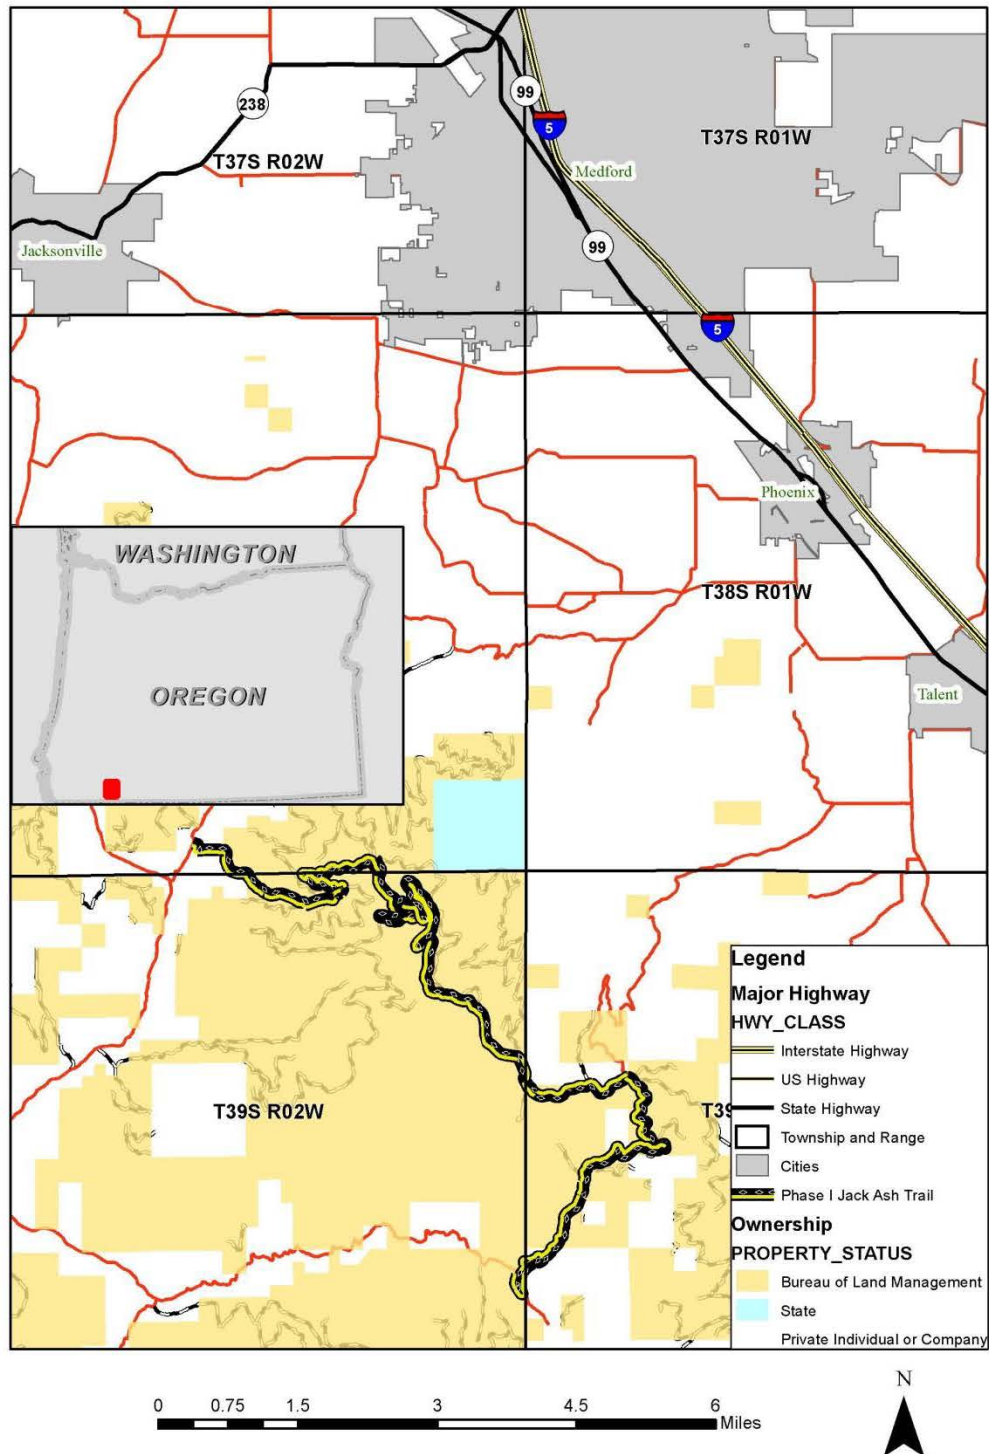 99
238
5
T37S R02W
T37S R01W
Medford
99
Jacksonville
5
Phoenix
T38S R01W
WASHINGTON
OREGON
Talent
T39S R02W
T39
Legend
Major Highway
HWY_CLASS
Interstate Highway
US Highway
State Highway
Township and Range
Cities
Phase I Jack Ash Trail
Ownership
PROPERTY_STATUS
Bureau of Land Management
State
Private Individual or Company
N
0 0.75 1.5 3 4.5 6
Miles